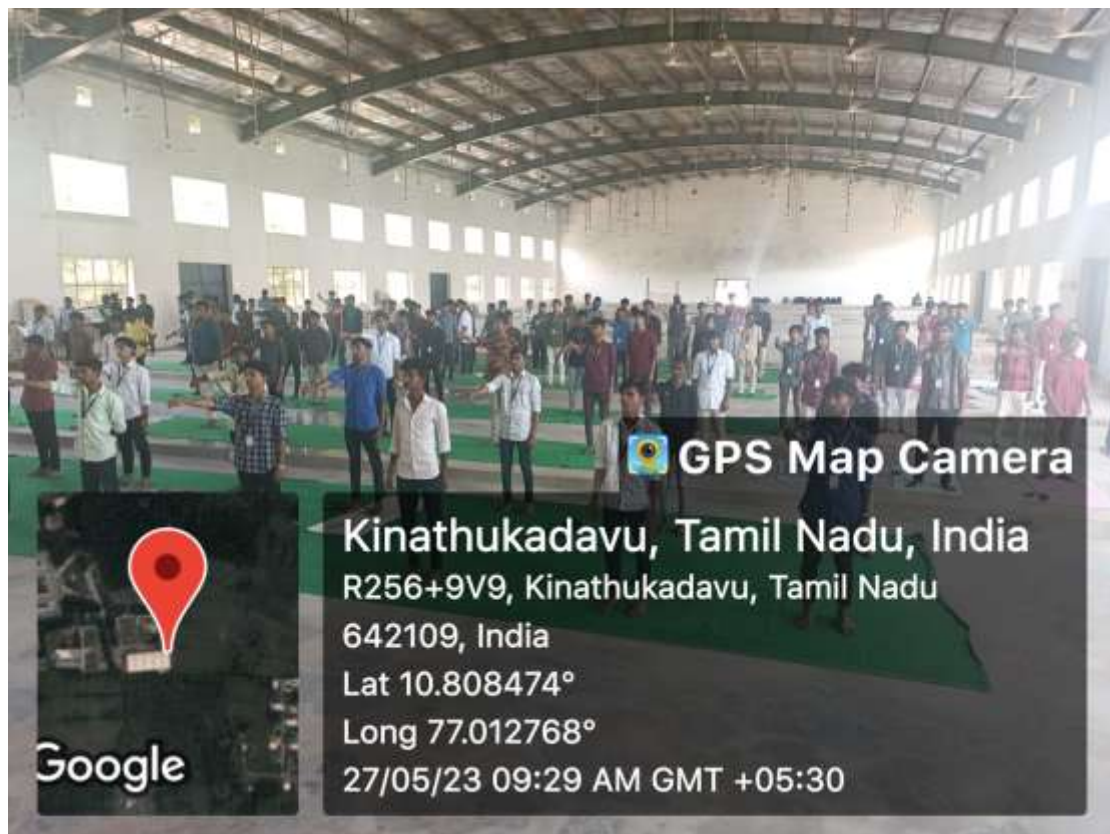 GPS Map Camera
Kinathukadavu, Tamil Nadu, India
R256+9V9, Kinathukadavu, Tamil Nadu
642109, India
Lat 10.808474°
Long 77.012768°
27/05/23 09:29 AM GMT +05:30
Google